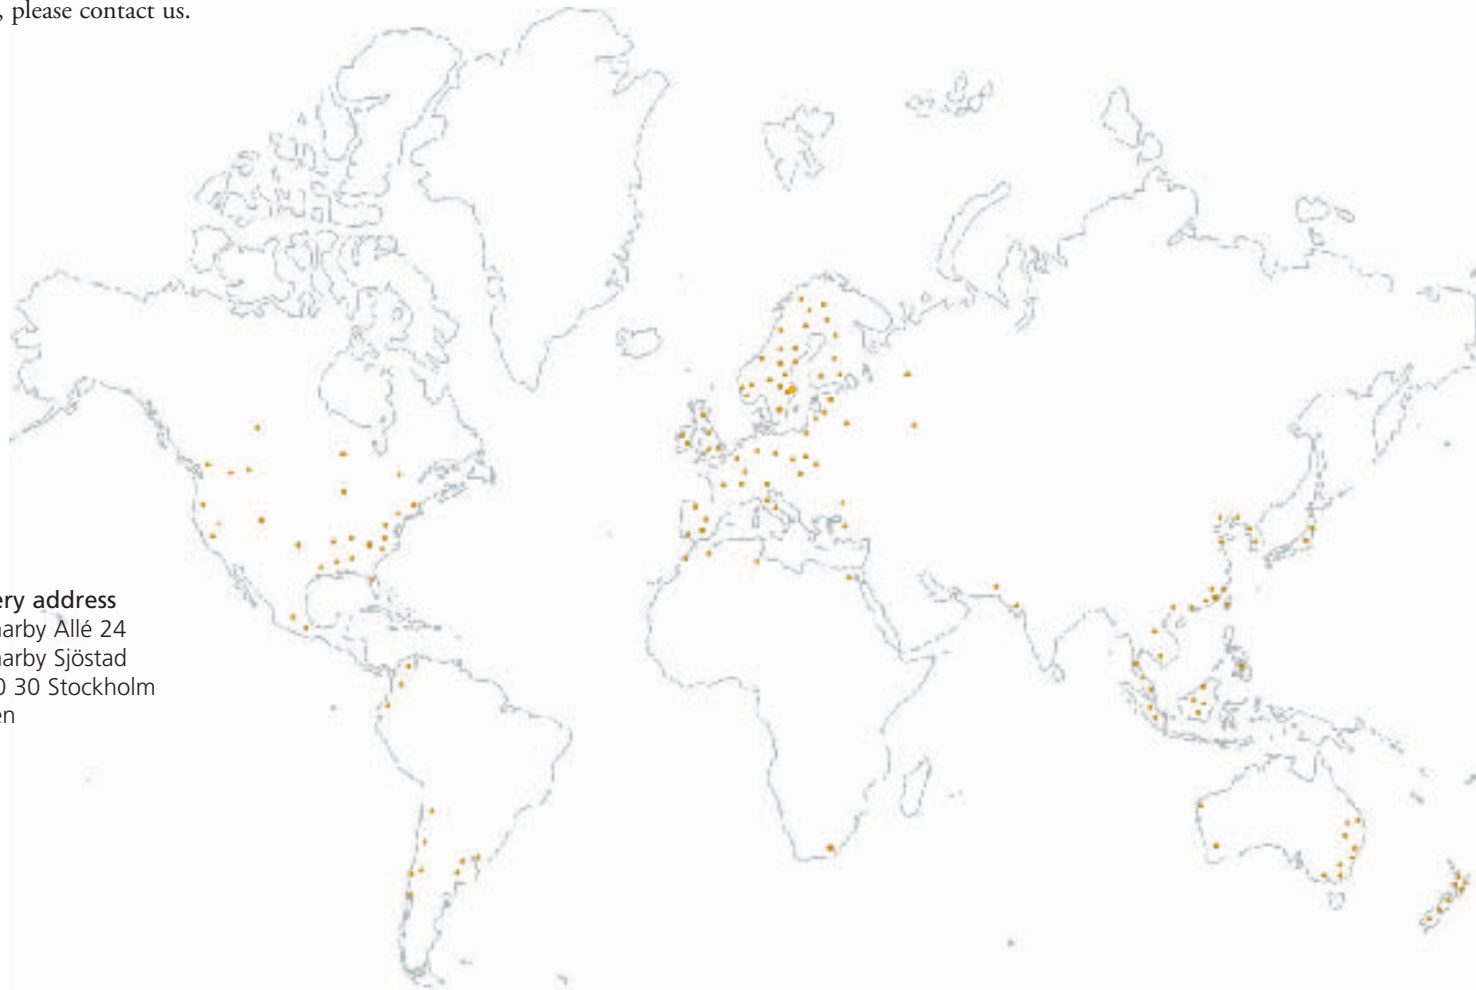 , please contact us.
ery address
arby Allé 24
arby Sjöstad
0 30 Stockholm
en